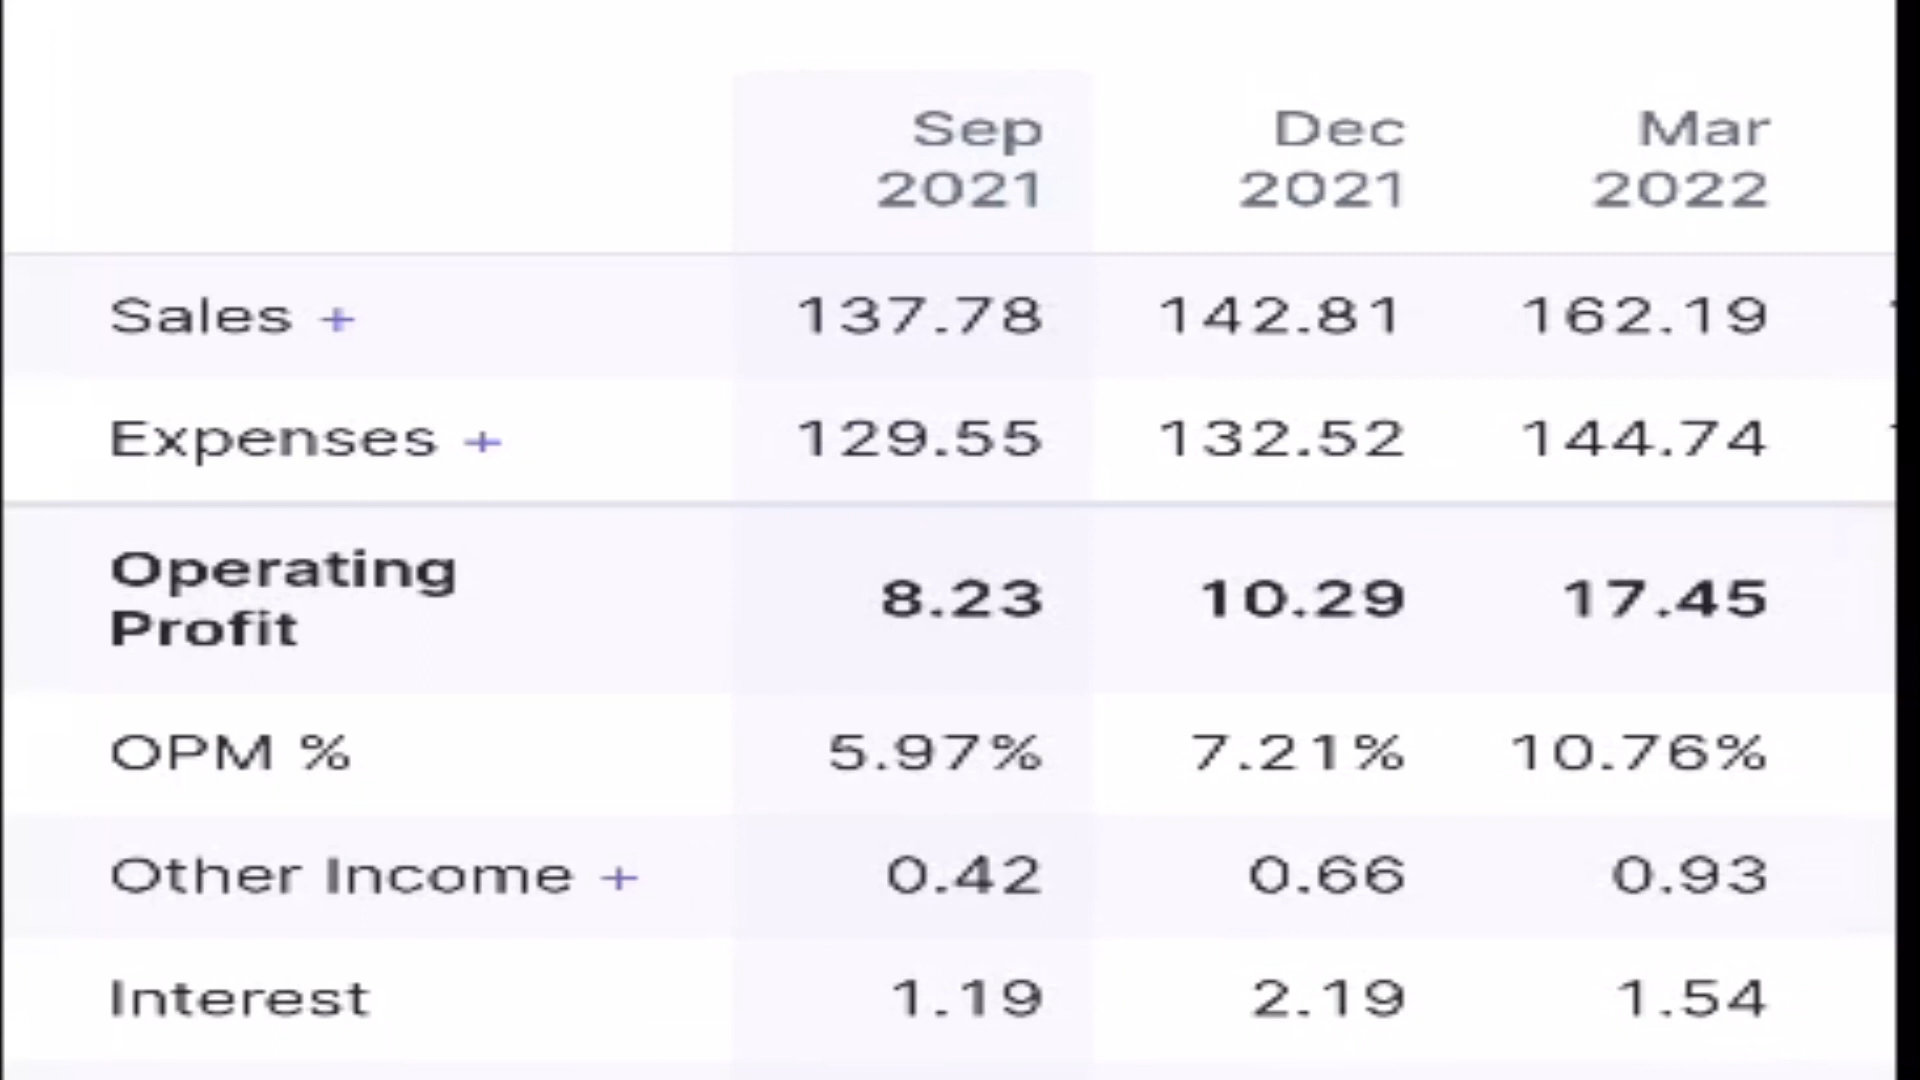 Sep Dec Mar
2021 2021 2022
Sales + 137.78 142.81 162.19
Expenses + 129.55 132.52 144.74
Operating
Profit 8.23 10.29 17.45
OPM % 5.97% 7.21% 10.76%
Other Income + 0.42 0.66 0.93
Interest 1.19 2.19 1.54